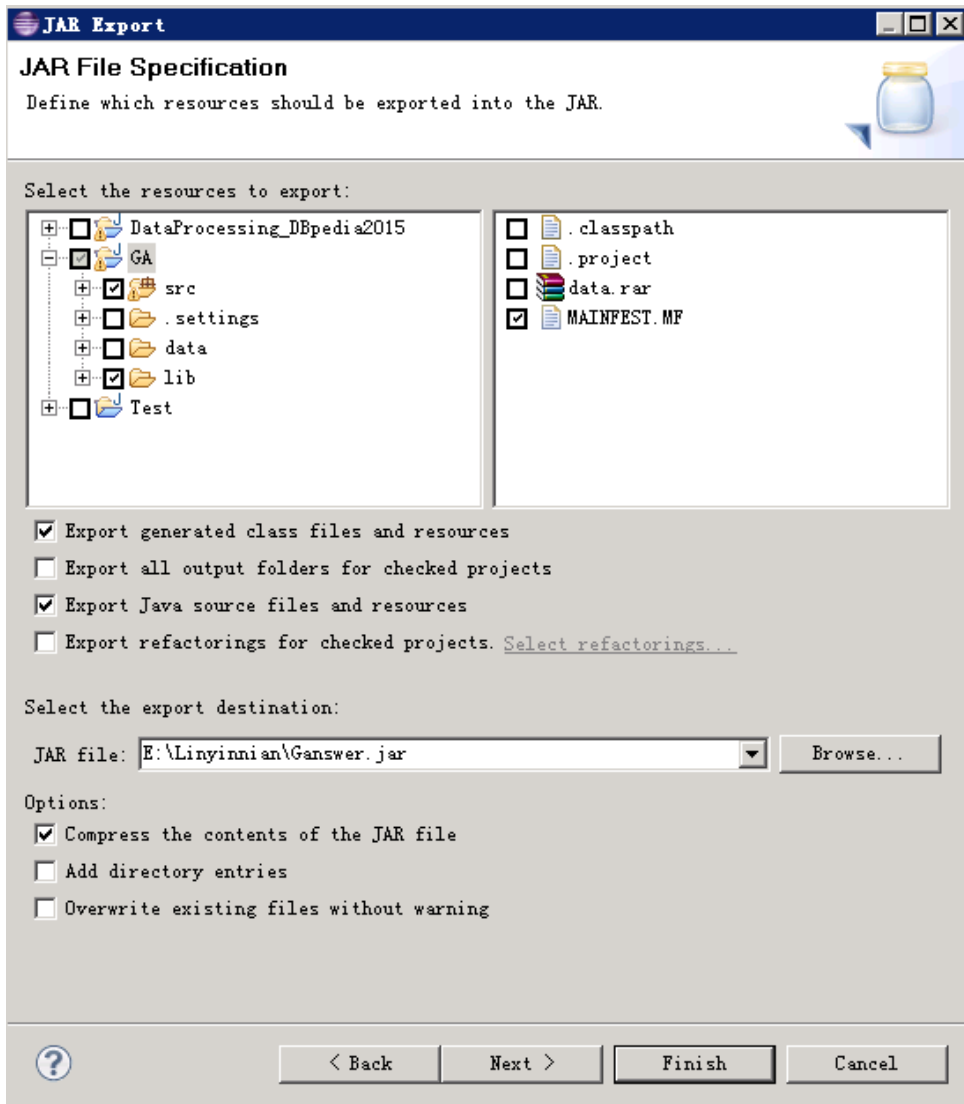 JAR Export
JAR File Specification
Define which resources should be exported into the JAR.
Select the resources to export:
DataProcessing_DBpedia2015
GA
src
.settings
data
lib
Test
.classpath
.project
data.rar
MAINFEST.MF
Export generated class files and resources
Export all output folders for checked projects
Export Java source files and resources
Export refactorings for checked projects. Select refactorings...
Select the export destination:
JAR file: E:\Linyinnian\Ganswer.jar Browse...
Options:
Compress the contents of the JAR file
Add directory entries
Overwrite existing files without warning
? < Back Next > Finish Cancel